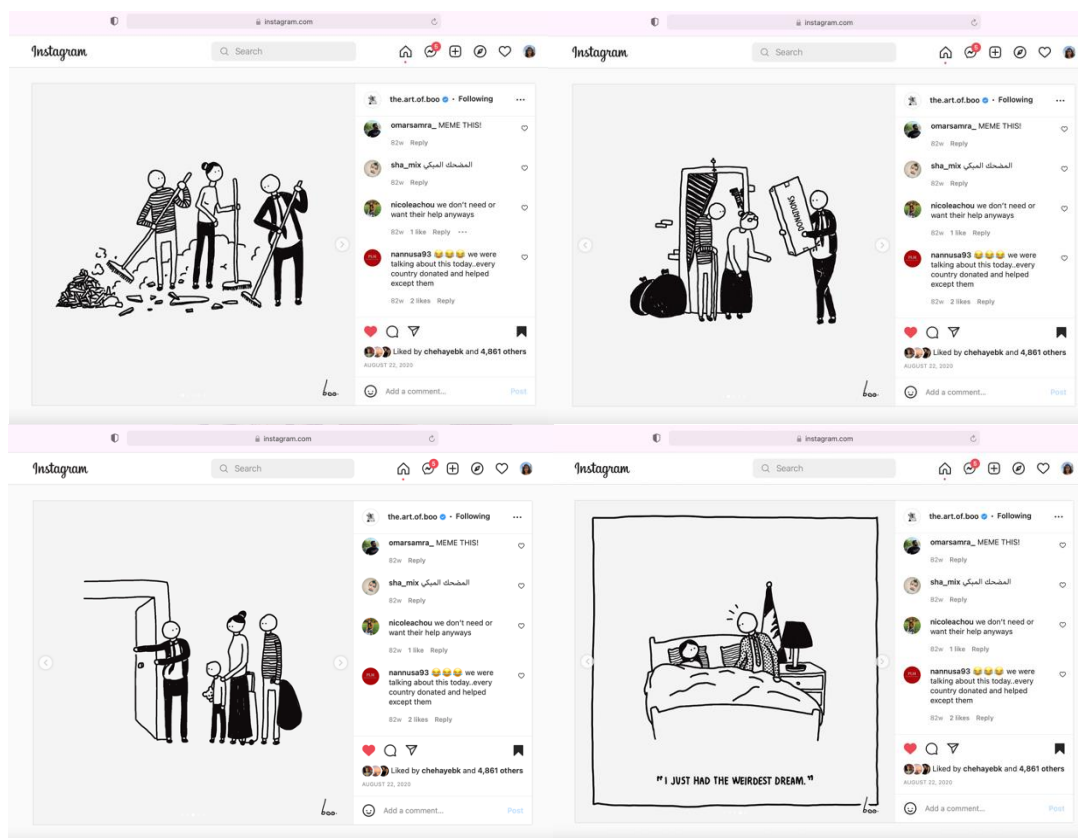 instagram.com
Instagram
Search
5
the.art.of.boo • Following
omarsamra_ MEME THIS!
82w Reply
sha_mix المضحك المبكي
82w Reply
nicoleachou we don't need or
want their help anyways
82w 1 like Reply
nannusa93 😂😂😂 we were
talking about this today..every
country donated and helped
except them
82w 2 likes Reply
Liked by chehayebk and 4,861 others
AUGUST 22, 2020
Add a comment...
Post
boo.
instagram.com
Instagram
Search
5
DONATIONS
the.art.of.boo • Following
omarsamra_ MEME THIS!
82w Reply
sha_mix المضحك المبكي
82w Reply
nicoleachou we don't need or
want their help anyways
82w 1 like Reply
nannusa93 😂😂😂 we were
talking about this today..every
country donated and helped
except them
82w 2 likes Reply
Liked by chehayebk and 4,861 others
AUGUST 22, 2020
Add a comment...
Post
boo.
instagram.com
Instagram
Search
5
the.art.of.boo • Following
omarsamra_ MEME THIS!
82w Reply
sha_mix المضحك المبكي
82w Reply
nicoleachou we don't need or
want their help anyways
82w 1 like Reply
nannusa93 😂😂😂 we were
talking about this today..every
country donated and helped
except them
82w 2 likes Reply
Liked by chehayebk and 4,861 others
AUGUST 22, 2020
Add a comment...
Post
boo.
instagram.com
Instagram
Search
5
the.art.of.boo • Following
omarsamra_ MEME THIS!
82w Reply
sha_mix المضحك المبكي
82w Reply
nicoleachou we don't need or
want their help anyways
82w 1 like Reply
nannusa93 😂😂😂 we were
talking about this today..every
country donated and helped
except them
82w 2 likes Reply
Liked by chehayebk and 4,861 others
AUGUST 22, 2020
Add a comment...
Post
"I JUST HAD THE WEIRDEST DREAM."
boo.